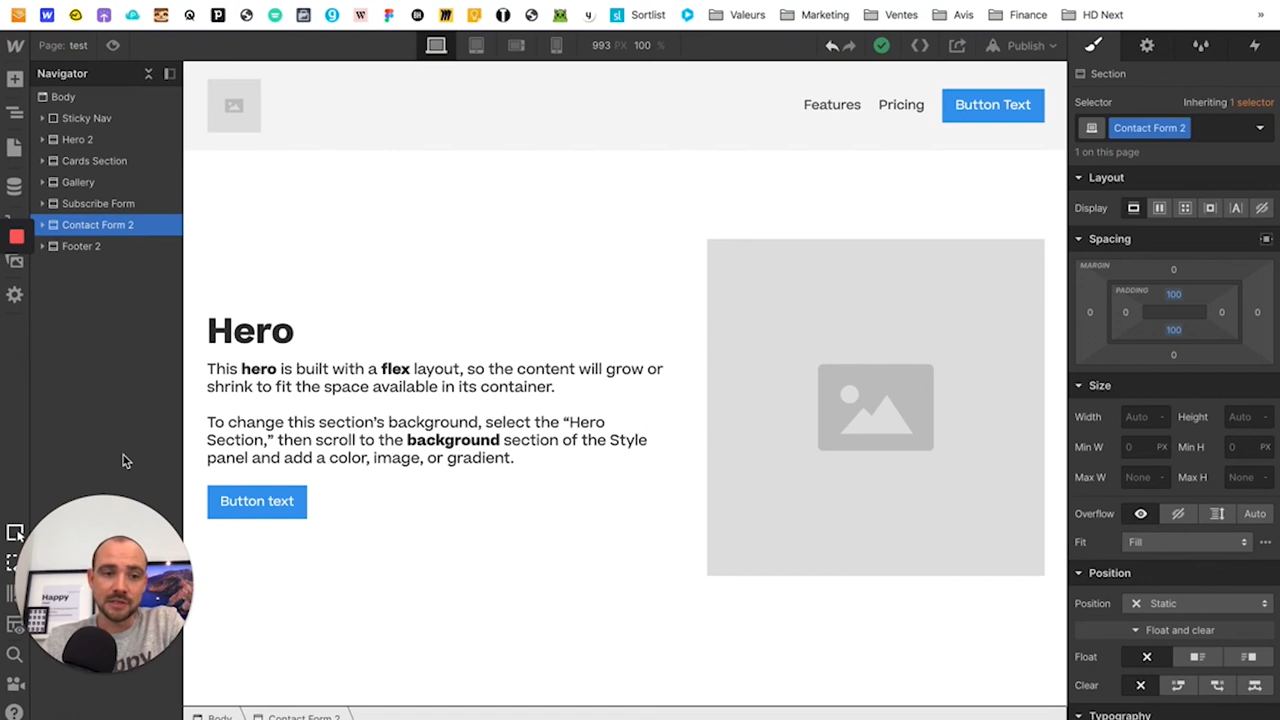 Sortlist Valeurs Marketing Ventes Avis Finance HD Next »
Page: test 993 PX 100 % Publish
Navigator
Body
Sticky Nav
Hero 2
Cards Section
Gallery
Subscribe Form
Contact Form 2
Footer 2
Features Pricing Button Text
Hero
This hero is built with a flex layout, so the content will grow or
shrink to fit the space available in its container.
To change this section's background, select the “Hero
Section,” then scroll to the background section of the Style
panel and add a color, image, or gradient.
Button text
Body Contact Form 2
Section
Selector Inheriting 1 selector
Contact Form 2
1 on this page
Layout
Display
Spacing
MARGIN
0
PADDING
100
0 0 0 0
100
0
Size
Width Auto - Height Auto -
Min W 0 PX Min H 0 PX
Max W None - Max H None -
Overflow Auto
Fit Fill
Position
Position Static
Float and clear
Float
Clear
Typography
Happy
Happy